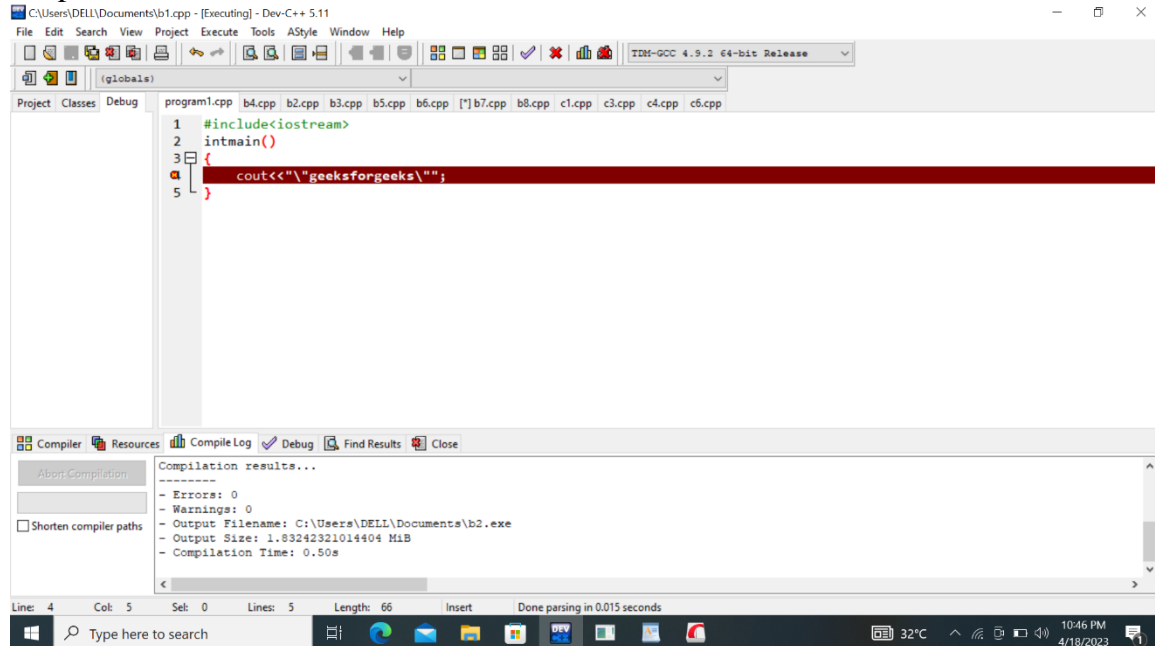 C:\Users\DELL\Documents\b1.cpp - [Executing] - Dev-C++ 5.11
File Edit Search View Project Execute Tools AStyle Window Help
TDM-GCC 4.9.2 64-bit Release
(globals)
Project Classes Debug program1.cpp b4.cpp b2.cpp b3.cpp b5.cpp b6.cpp [*] b7.cpp b8.cpp c1.cpp c3.cpp c4.cpp c6.cpp
1 #include<iostream>
2 intmain()
3 {
cout<<"\"geeksforgeeks\"";
5 }
Compiler Resources Compile Log Debug Find Results Close
Abort Compilation
Shorten compiler paths
Compilation results...
--------
- Errors: 0
- Warnings: 0
- Output Filename: C:\Users\DELL\Documents\b2.exe
- Output Size: 1.83242321014404 MiB
- Compilation Time: 0.50s
Line: 4 Col: 5 Sel: 0 Lines: 5 Length: 66 Insert Done parsing in 0.015 seconds
Type here to search
DEV
32°C
10:46 PM
4/18/2023
1